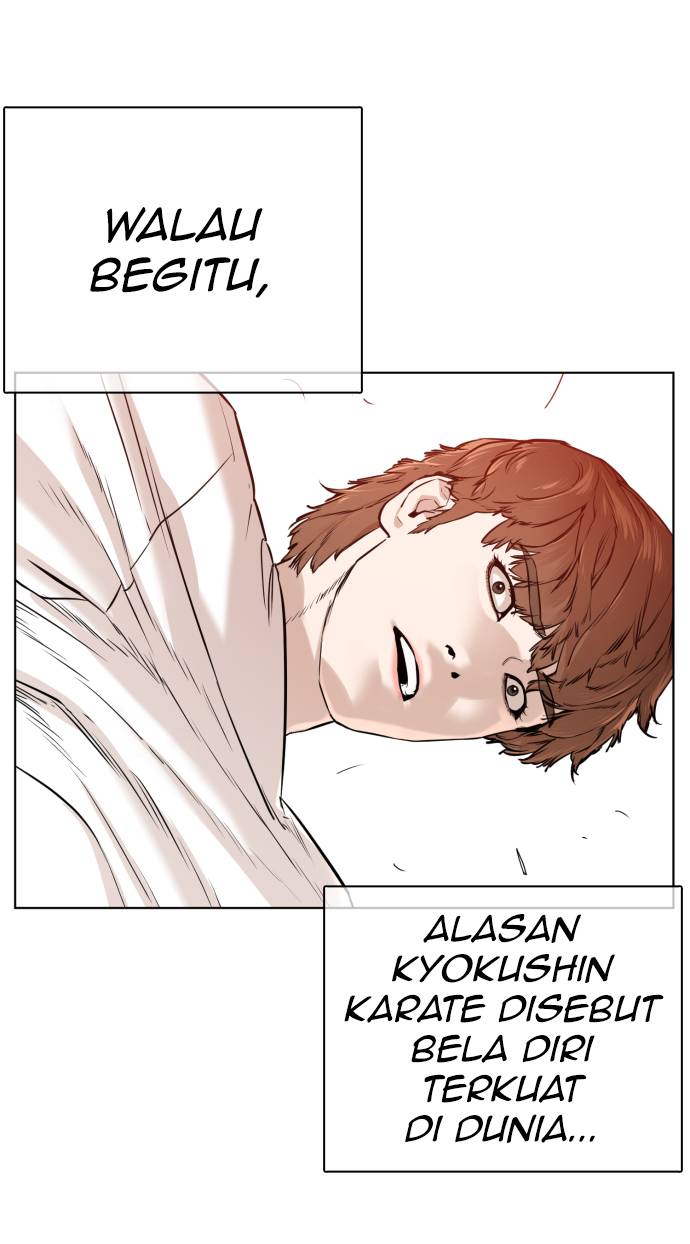 WALAU
BEGITU,
ALASAN
KYOKUSHIN
KARATE DISEBUT
BELA DIRI
TERKUAT
DI DUNIA...